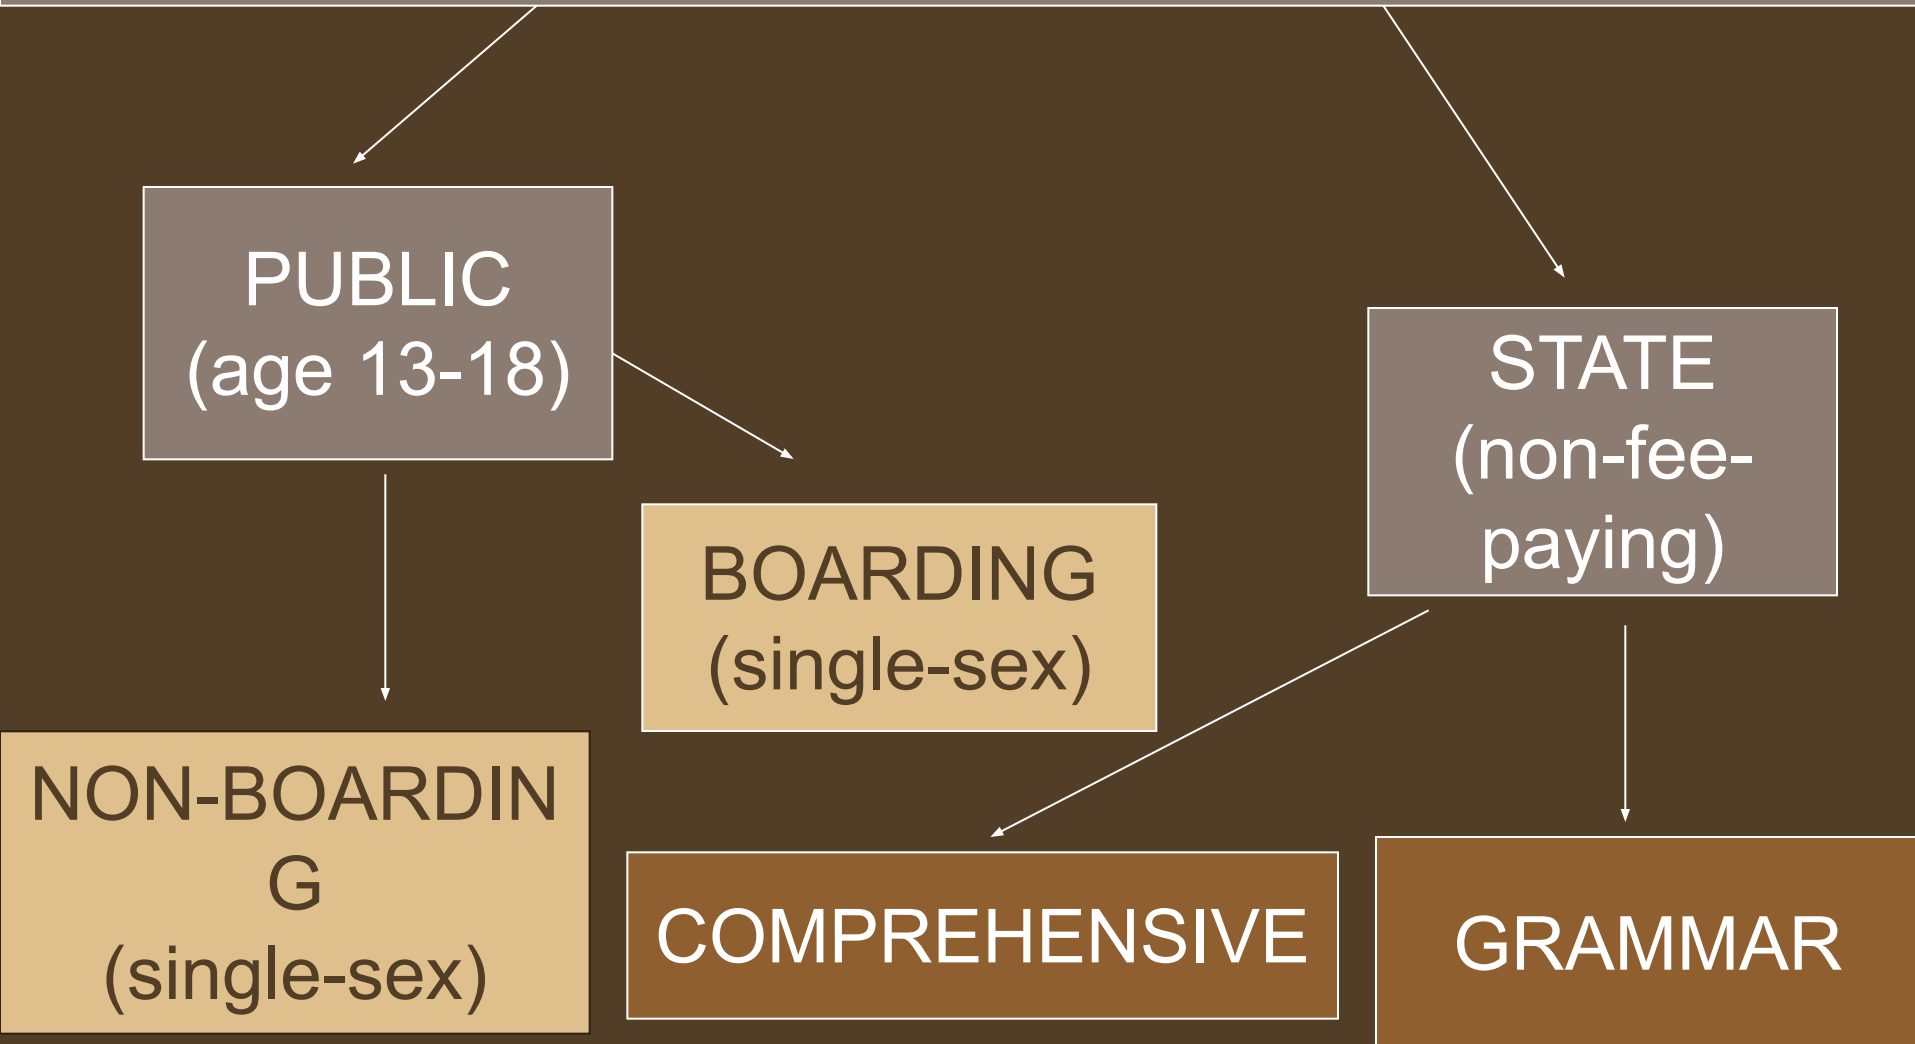 PUBLIC
(age 13-18)
STATE
(non-fee-
paying)
BOARDING
(single-sex)
NON-BOARDIN
G
(single-sex)
COMPREHENSIVE
GRAMMAR